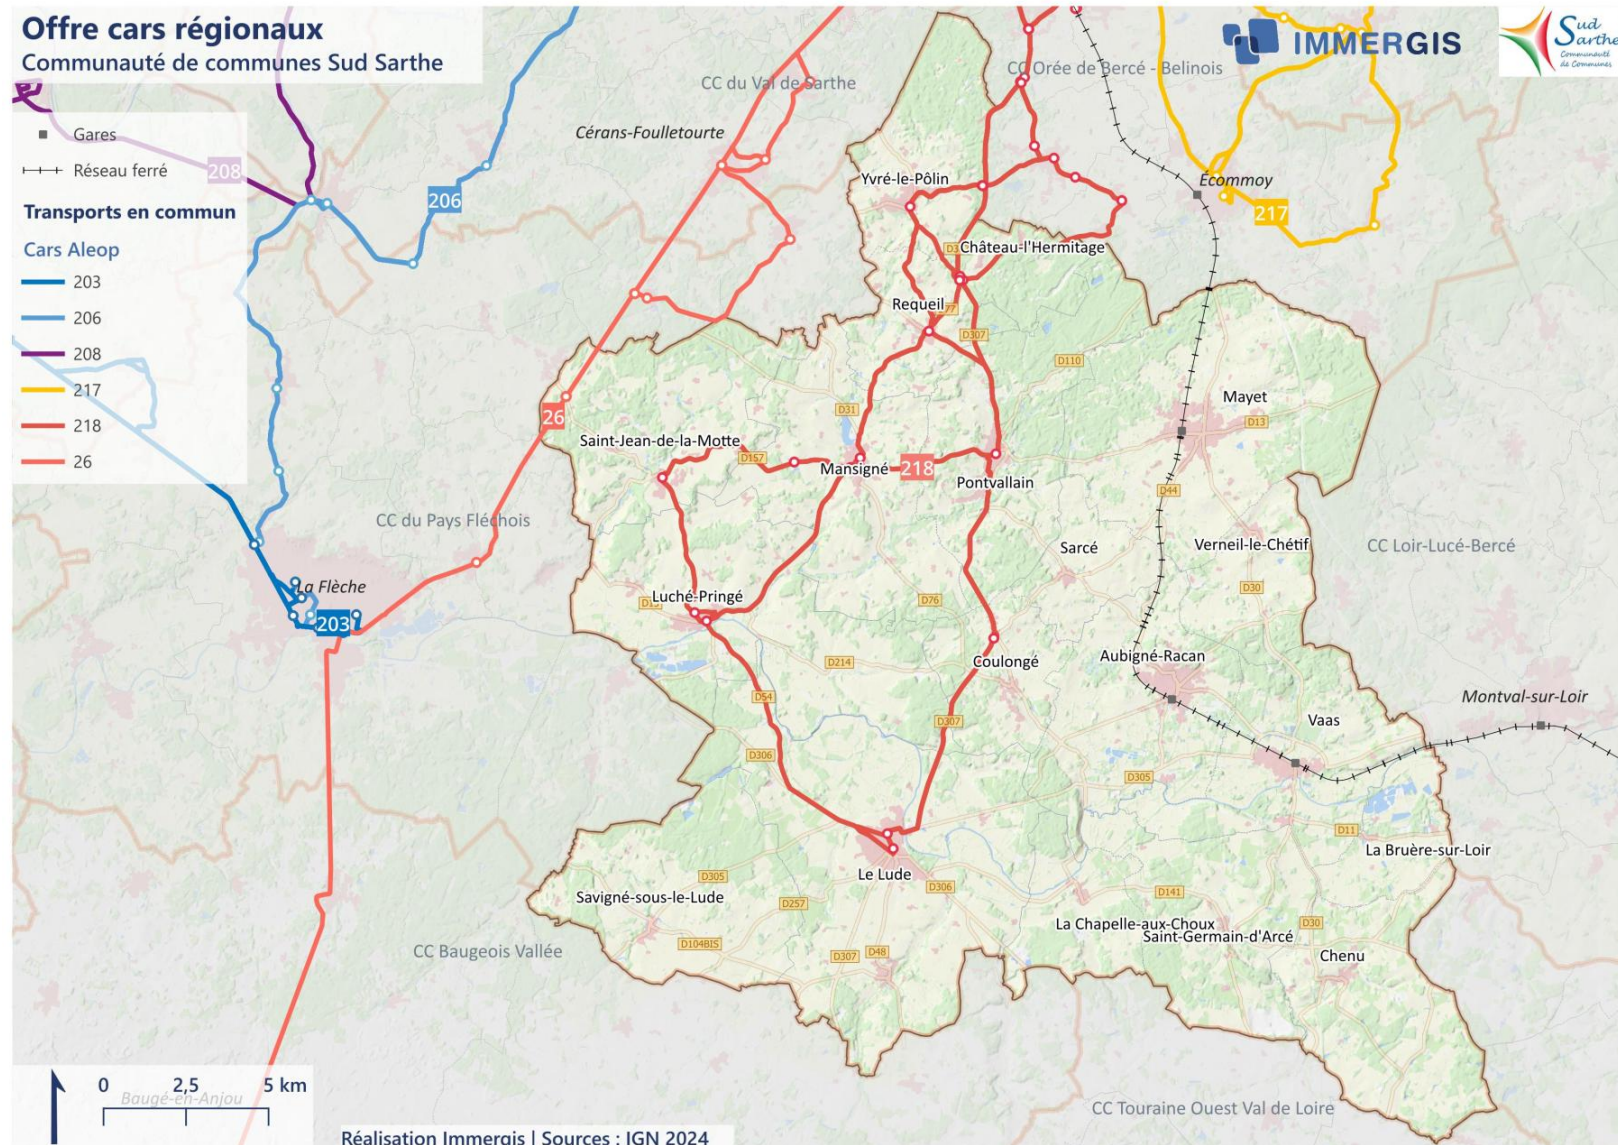 Offre cars régionaux
Communauté de communes Sud Sarthe
IMMERGIS
Sud
Sarthe
Communauté
de Communes
Gares
Réseau ferré
Transports en commun
Cars Aleop
203
206
208
217
218
26
208
206
217
26
218
203
CC du Val de Sarthe
CC Orée de Bercé - Belinois
Cérans-Foulletourte
Yvré-le-Pôlin
Écommoy
Château-l'Hermitage
Requeil
D307
D110
Mayet
D31
D13
Saint-Jean-de-la-Motte
D157
Mansigné
Pontvallain
D44
CC du Pays Fléchois
Sarcé
Verneil-le-Chétif
CC Loir-Lucé-Bercé
La Flèche
Luché-Pringé
D76
D30
D214
Coulongé
Aubigné-Racan
D54
Montval-sur-Loir
D307
Vaas
D306
D305
D11
La Bruère-sur-Loir
Le Lude
D305
D306
Savigné-sous-le-Lude
D257
D141
La Chapelle-aux-Choux
D30
Saint-Germain-d'Arcé
D104BIS
D307
D48
CC Baugeois Vallée
Chenu
0 2,5 5 km
Baugé-en-Anjou
CC Touraine Ouest Val de Loire
Réalisation Immergis | Sources : IGN 2024